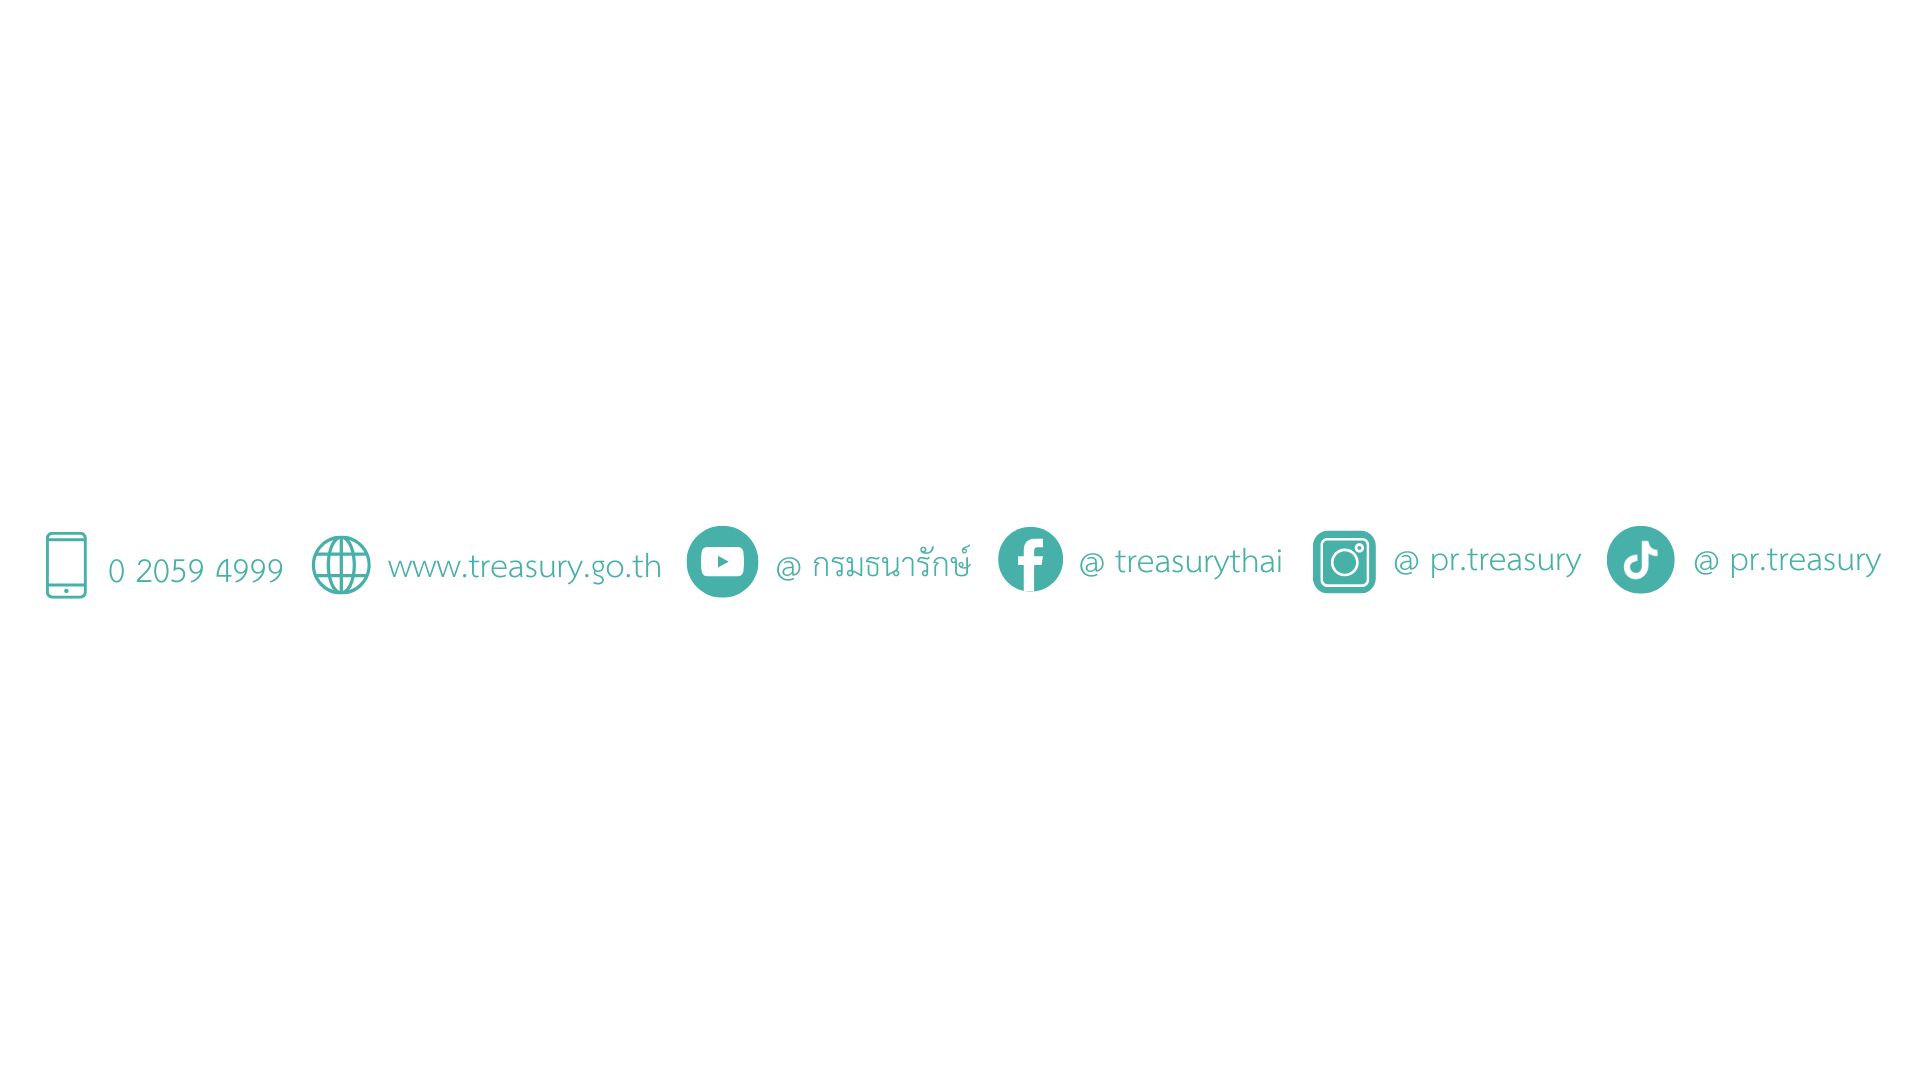 0 2059 4999 www.treasury.go.th @ กรมธนารักษ์ @ treasurythai @ pr.treasury @ pr.treasury